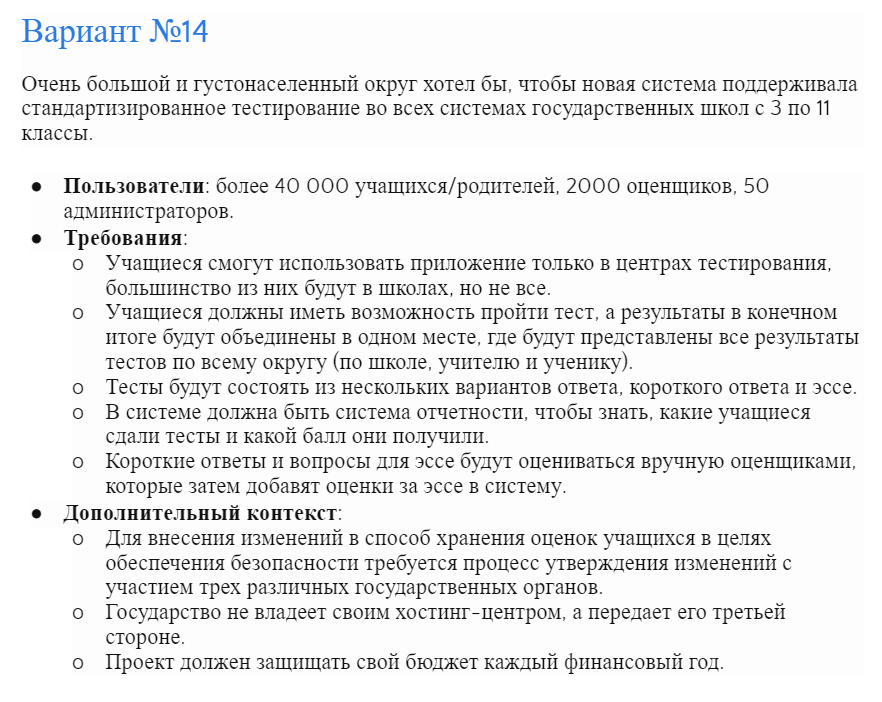 Вариант №14
Очень большой и густонаселенный округ хотел бы, чтобы новая система поддерживала
стандартизированное тестирование во всех системах государственных школ с 3 по 11
классы.
● Пользователи: более 40 000 учащихся/родителей, 2000 оценщиков, 50
администраторов.
● Требования:
○ Учащиеся смогут использовать приложение только в центрах тестирования,
большинство из них будут в школах, но не все.
○ Учащиеся должны иметь возможность пройти тест, а результаты в конечном
итоге будут объединены в одном месте, где будут представлены все результаты
тестов по всему округу (по школе, учителю и ученику).
○ Тесты будут состоять из нескольких вариантов ответа, короткого ответа и эссе.
○ В системе должна быть система отчетности, чтобы знать, какие учащиеся
сдали тесты и какой балл они получили.
○ Короткие ответы и вопросы для эссе будут оцениваться вручную оценщиками,
которые затем добавят оценки за эссе в систему.
● Дополнительный контекст:
○ Для внесения изменений в способ хранения оценок учащихся в целях
обеспечения безопасности требуется процесс утверждения изменений с
участием трех различных государственных органов.
○ Государство не владеет своим хостинг-центром, а передает его третьей
стороне.
○ Проект должен защищать свой бюджет каждый финансовый год.